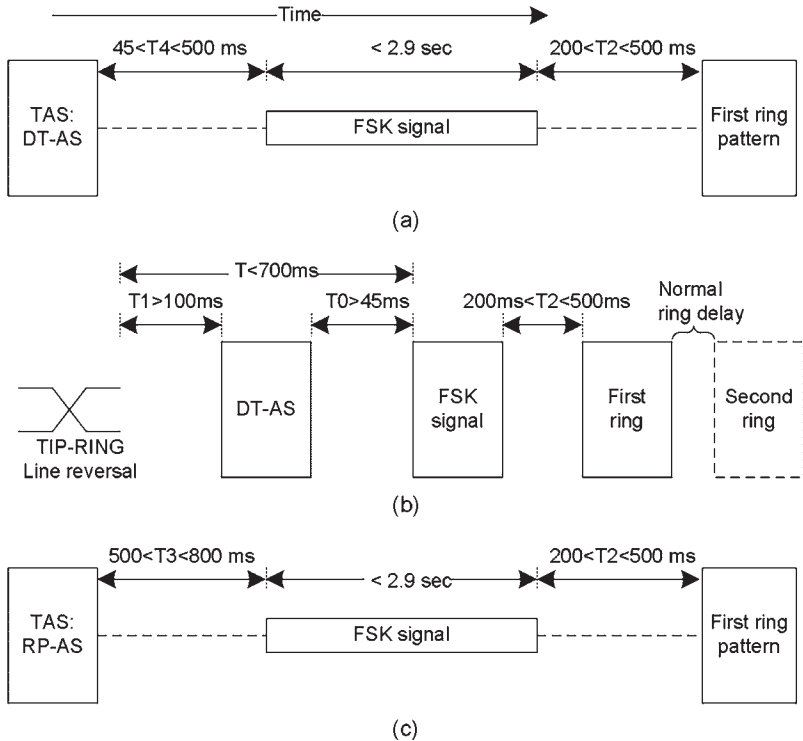 Time
45<T4<500 ms
< 2.9 sec
200<T2<500 ms
TAS:
DT-AS
FSK signal
First ring
pattern
(a)
T<700ms
T1>100ms
T0>45ms
200ms<T2<500ms
Normal
ring delay
DT-AS
FSK
signal
First
ring
Second
ring
TIP-RING
Line reversal
(b)
500<T3<800 ms
< 2.9 sec
200<T2<500 ms
TAS:
RP-AS
FSK signal
First ring
pattern
(c)